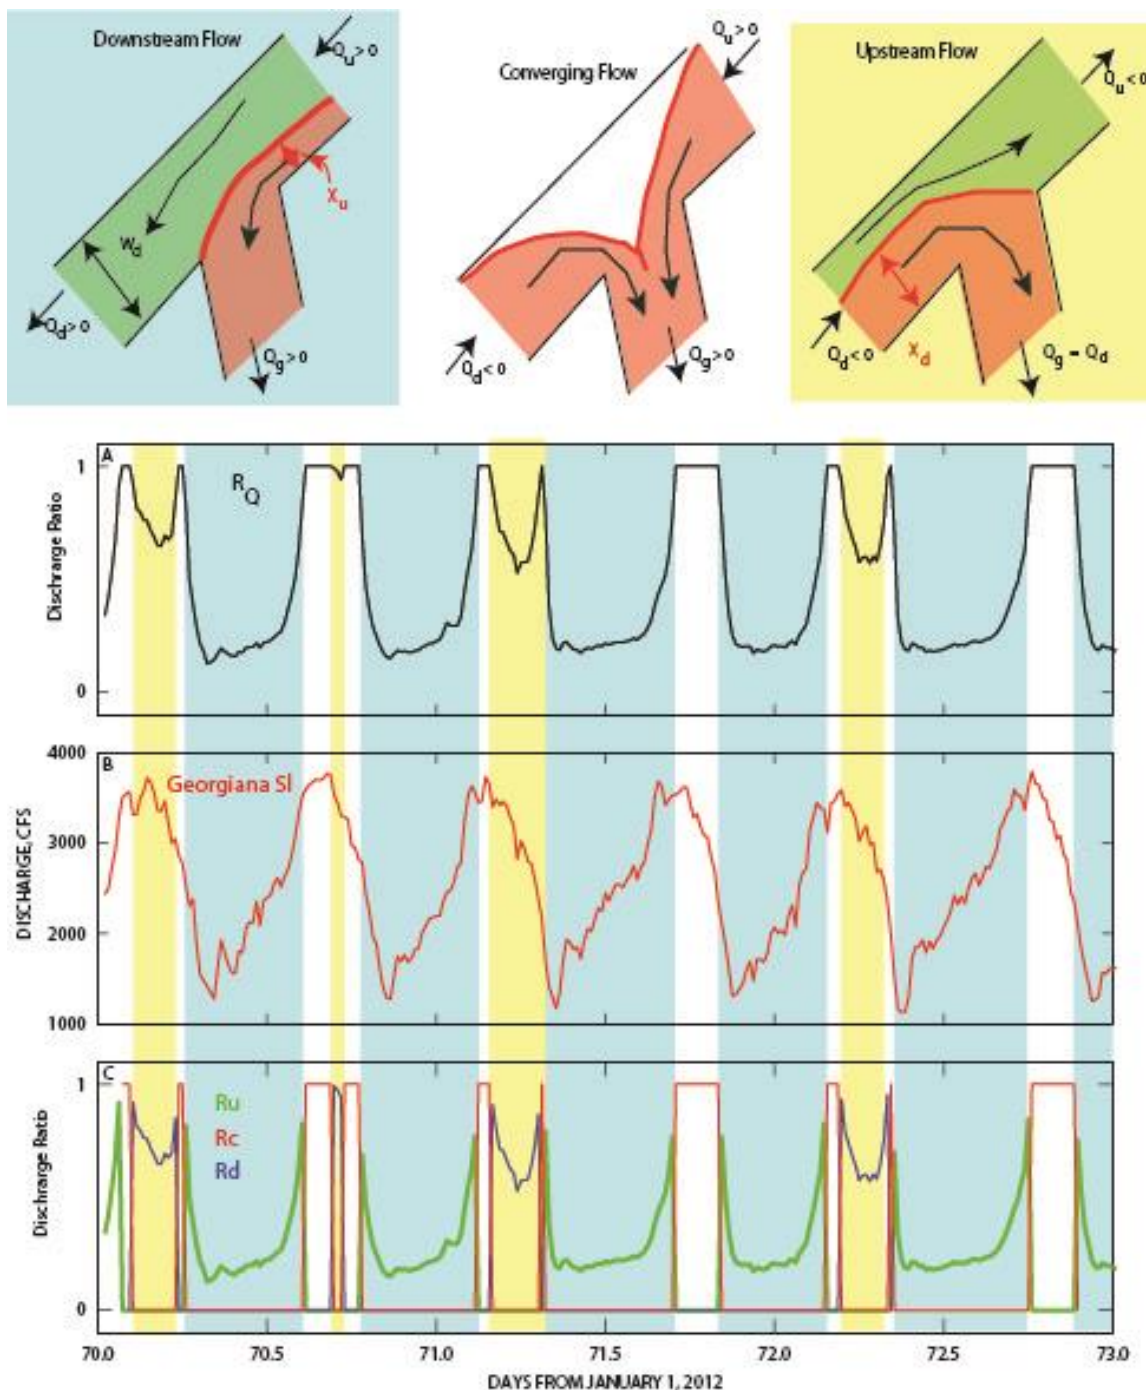 Downstream Flow
Qu > 0
Xu
Wd
Qd > 0
Qg > 0
Converging Flow
Qu > 0
Qd < 0
Qg > 0
Upstream Flow
Qu < 0
Qd < 0
Xd
Qg = Qd
A
RQ
Dischrarge Ratio
1
0
B
Georgiana Sl
DISCHARGE, CFS
4000
3000
2000
1000
C
Ru
Rc
Rd
Dischrarge Ratio
1
0
70.0 70.5 71.0 71.5 72.0 72.5 73.0
DAYS FROM JANUARY 1, 2012